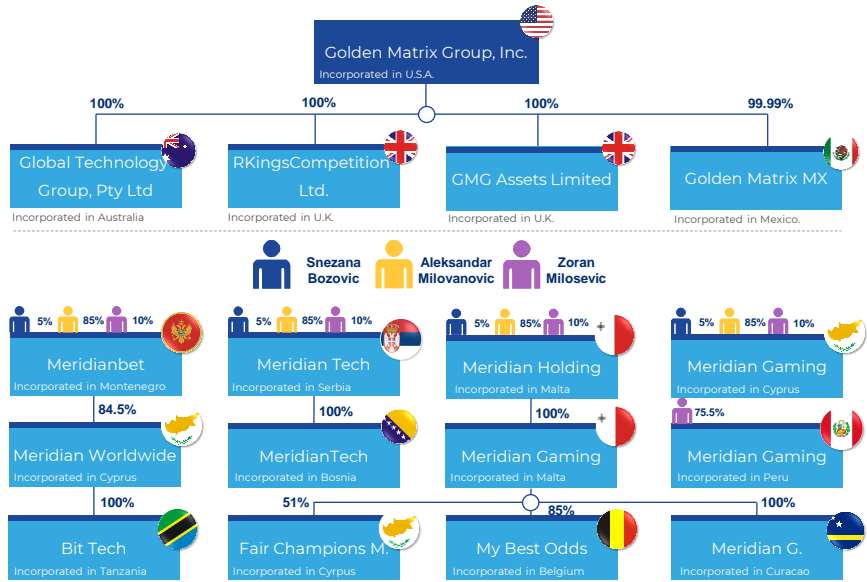 Golden Matrix Group, Inc.
Incorporated in U.S.A.
100%
100%
100%
99.99%
Global Technology
Group, Pty Ltd
Incorporated in Australia
RKingsCompetition
Ltd.
Incorporated in U.K.
GMG Assets Limited
Incorporated in U.K.
Golden Matrix MX
Incorporated in Mexico.
Snezana
Bozovic
Aleksandar
Milovanovic
Zoran
Milosevic
5% 85% 10%
Meridianbet
Incorporated in Montenegro
5% 85% 10%
Meridian Tech
Incorporated in Serbia
5% 85% 10%
Meridian Holding
Incorporated in Malta
5% 85% 10%
Meridian Gaming
Incorporated in Cyprus
84.5%
100%
100%
75.5%
Meridian Worldwide
Incorporated in Cyprus
MeridianTech
Incorporated in Bosnia
Meridian Gaming
Incorporated in Malta
Meridian Gaming
Incorporated in Peru
100%
51%
85%
100%
Bit Tech
Incorporated in Tanzania
Fair Champions M.
Incorporated in Cyrpus
My Best Odds
Incorporated in Belgium
Meridian G.
Incorporated in Curacao